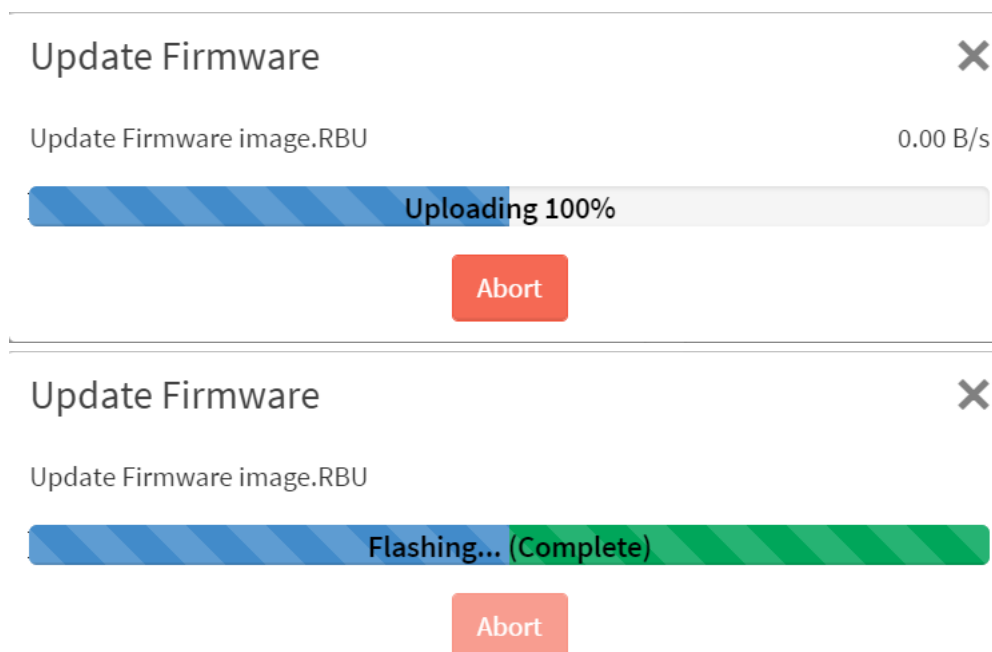 Update Firmware
Update Firmware image.RBU 0.00 B/s
Uploading 100%
Abort
Update Firmware
Update Firmware image.RBU
Flashing... (Complete)
Abort